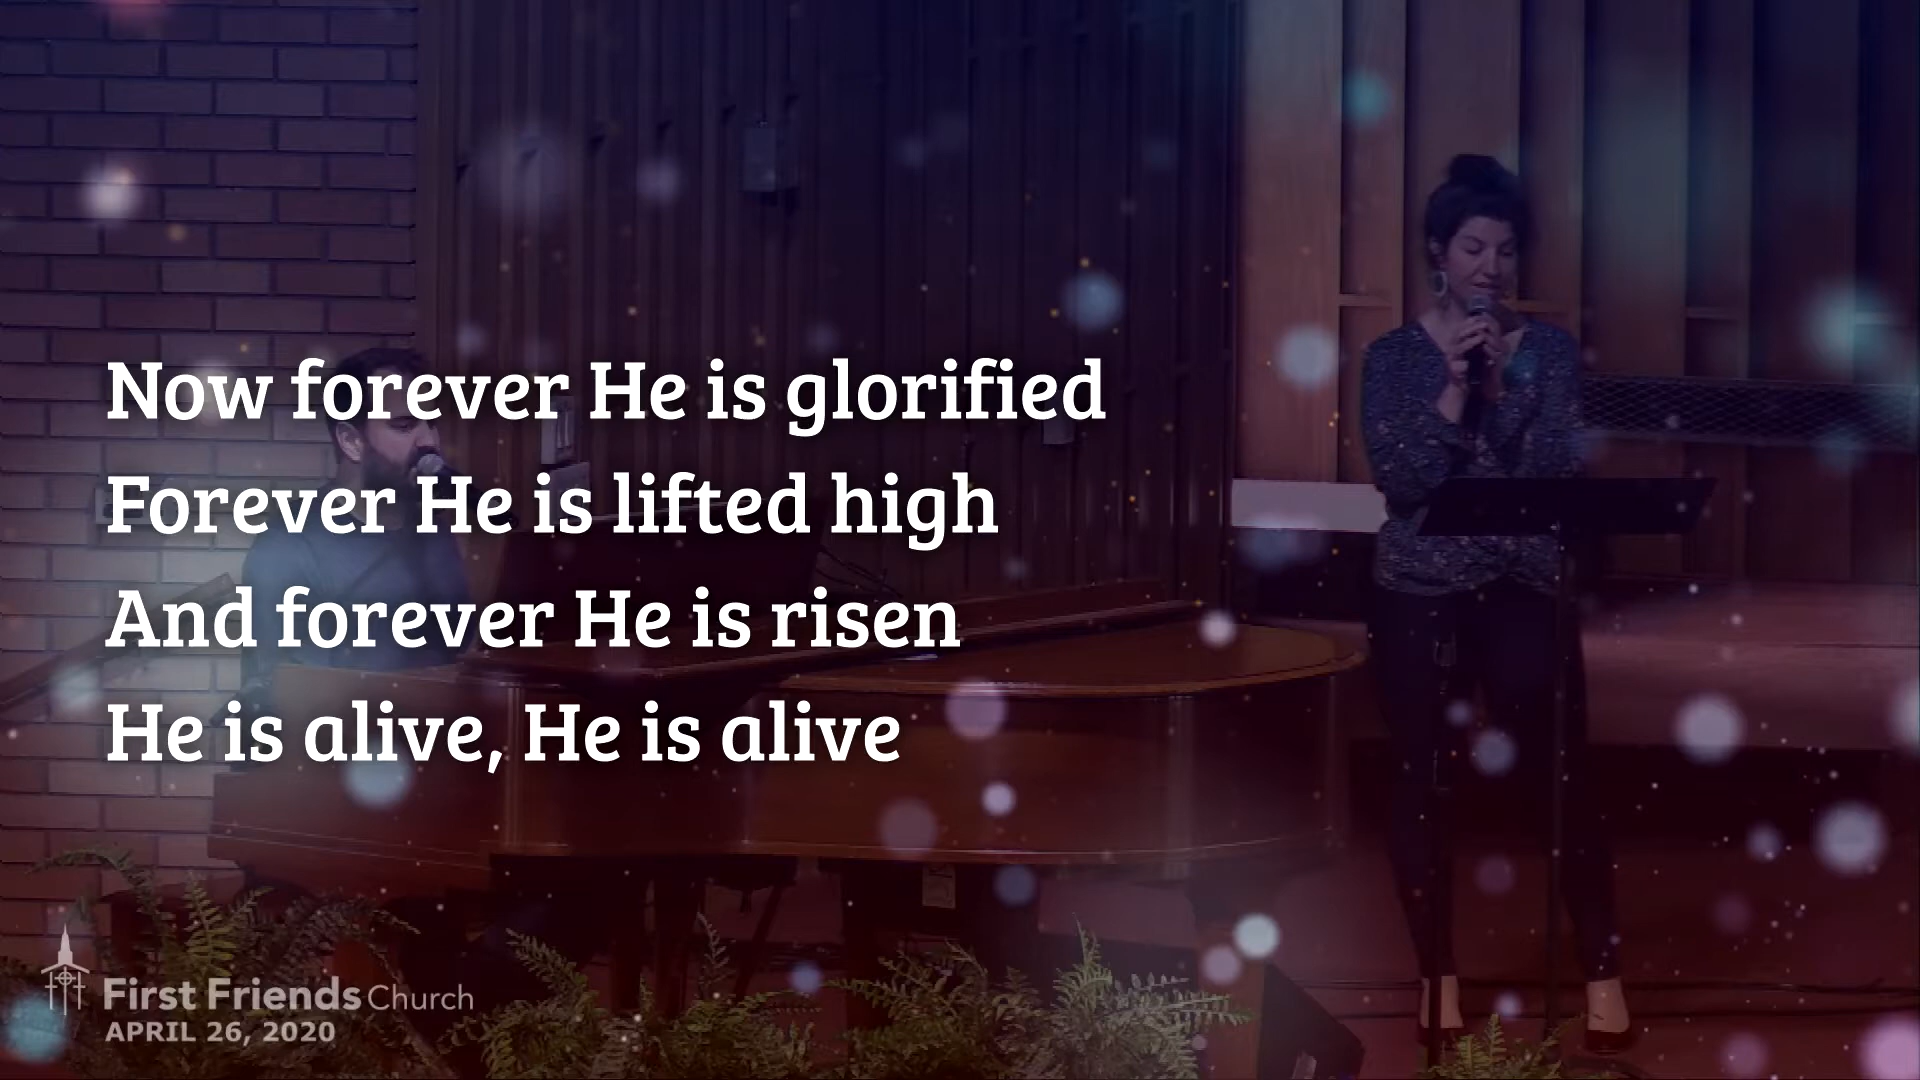 Now forever He is glorified
Forever He is lifted high
And forever He is risen
He is alive, He is alive
First Friends Church
APRIL 26, 2020